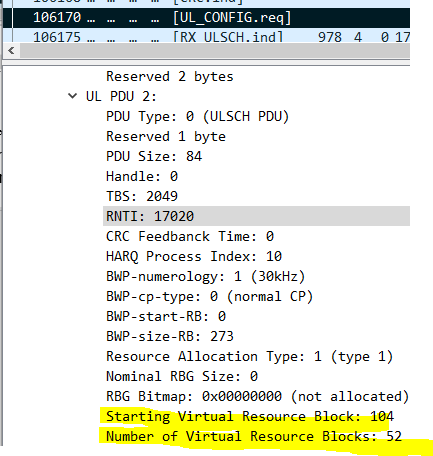 106170 … … … [UL_CONFIG.req]
106175 … … … [RX ULSCH.ind] 978 4 0 17
Reserved 2 bytes
UL PDU 2:
PDU Type: 0 (ULSCH PDU)
Reserved 1 byte
PDU Size: 84
Handle: 0
TBS: 2049
RNTI: 17020
CRC Feedbanck Time: 0
HARQ Process Index: 10
BWP-numerology: 1 (30kHz)
BWP-cp-type: 0 (normal CP)
BWP-start-RB: 0
BWP-size-RB: 273
Resource Allocation Type: 1 (type 1)
Nominal RBG Size: 0
RBG Bitmap: 0x00000000 (not allocated)
Starting Virtual Resource Block: 104
Number of Virtual Resource Blocks: 52